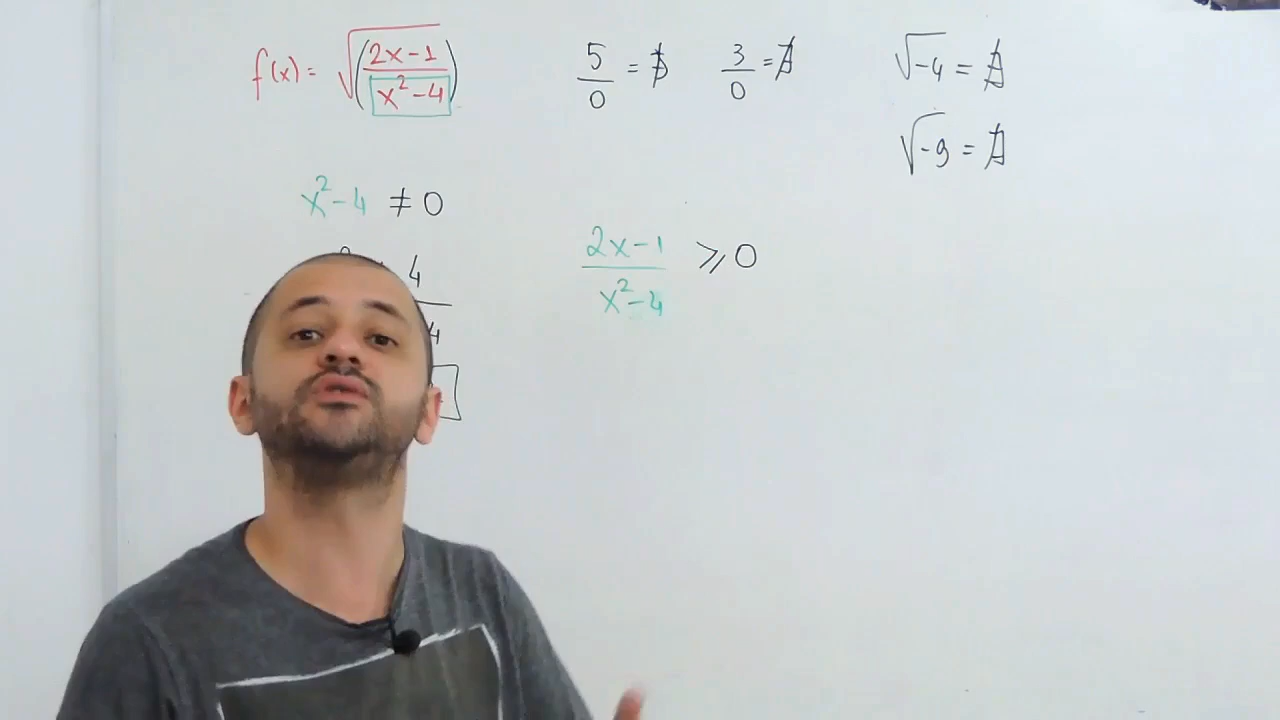 f(x) = √((2x-1)/(x²-4))
5/0 = ∄
3/0 = ∄
√-4 = ∄
√-9 = ∄
x²-4 ≠ 0
4
4
(2x-1)/(x²-4) ⩾ 0